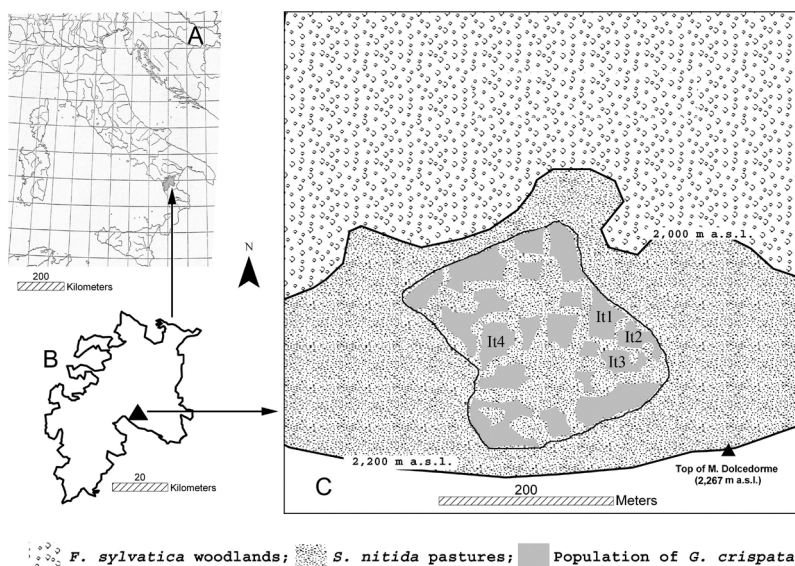 A
200
Kilometers
N
B
20
Kilometers
2,000 m a.s.l.
It1
It2
It3
It4
2,200 m a.s.l.
Top of M. Dolcedorme
(2,267 m a.s.l.)
C
200
Meters
F. sylvatica woodlands; S. nitida pastures; Population of G. crispata